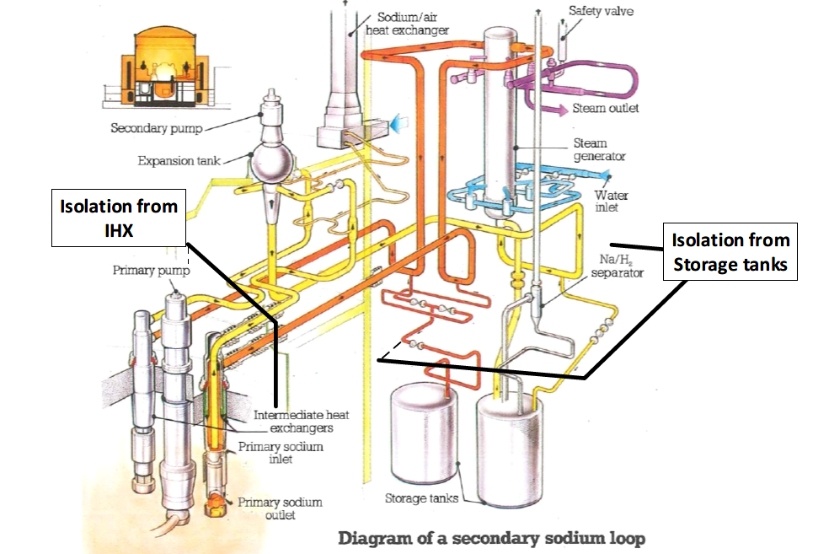 Sodium/air
heat exchanger
Safety valve
Secondary pump
Expansion tank
Steam outlet
Steam
generator
Water
inlet
Isolation from
IHX
Isolation from
Storage tanks
Na/H₂
separator
Primary pump
Intermediate heat
exchangers
Primary sodium
inlet
Primary sodium
outlet
Storage tanks
Diagram of a secondary sodium loop